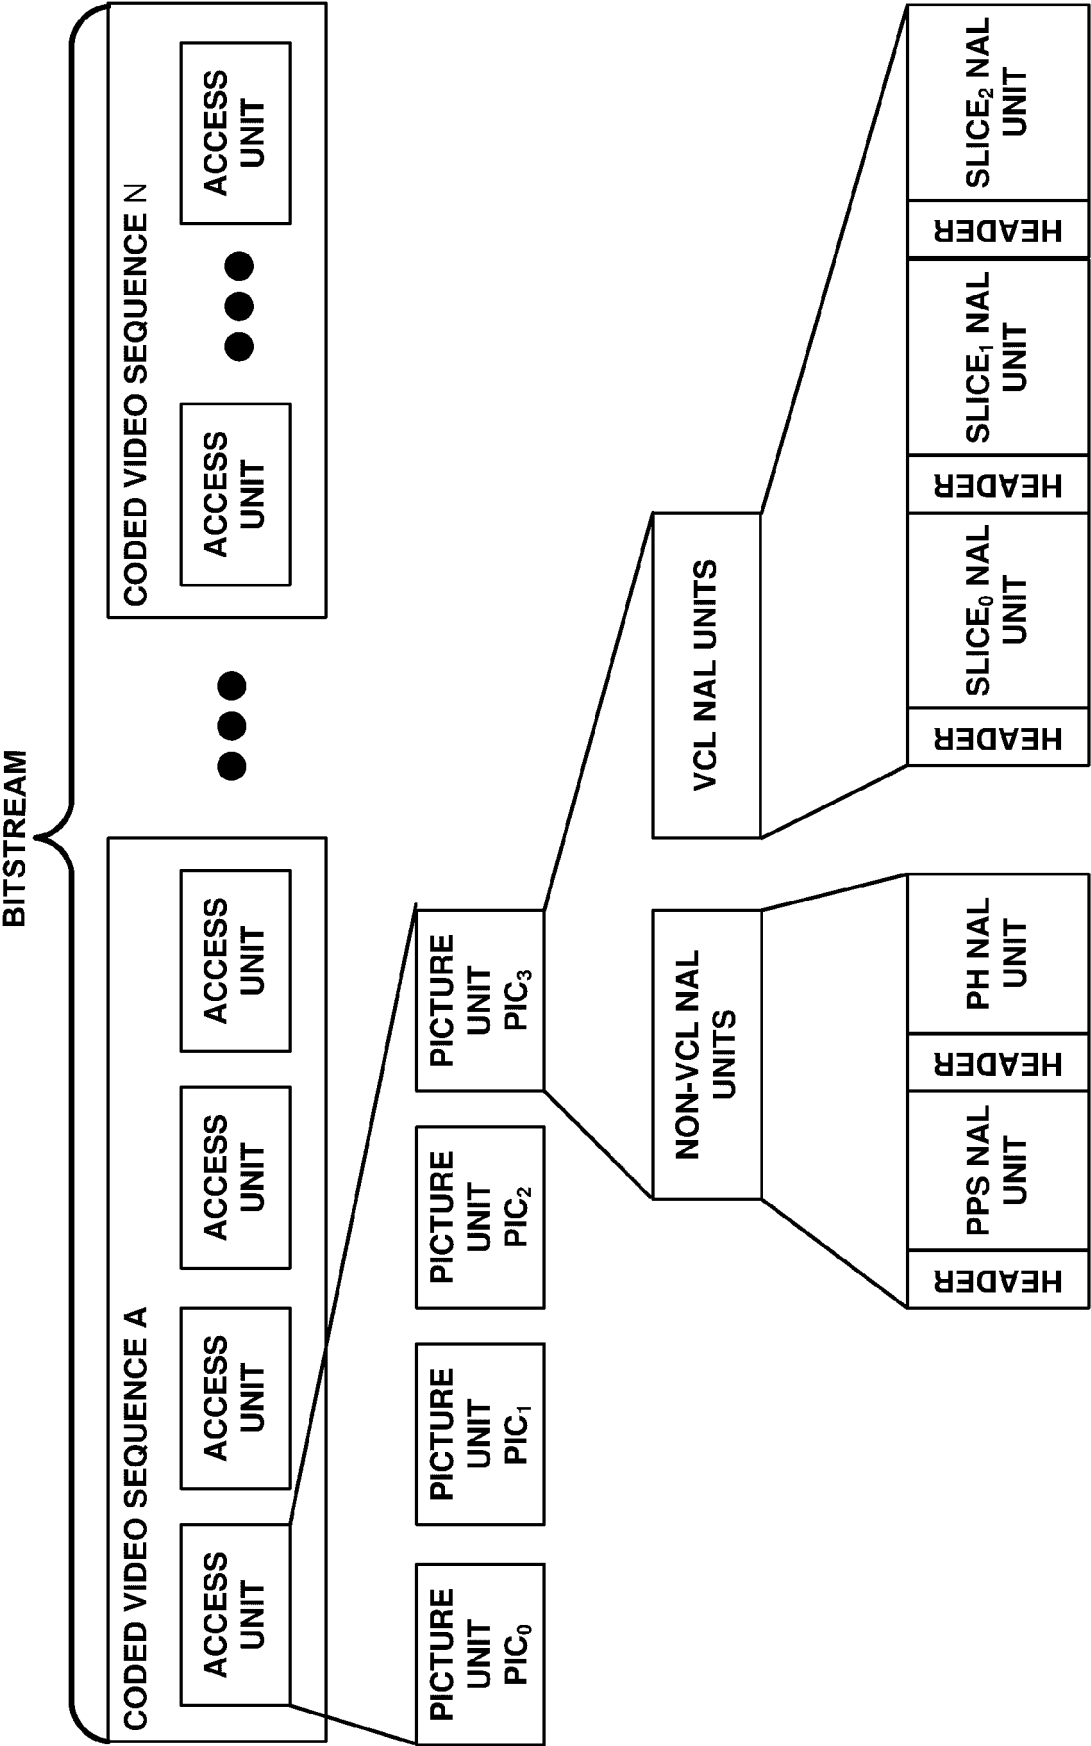 BITSTREAM
CODED VIDEO SEQUENCE A
ACCESS
UNIT
ACCESS
UNIT
ACCESS
UNIT
ACCESS
UNIT
CODED VIDEO SEQUENCE N
ACCESS
UNIT
ACCESS
UNIT
PICTURE
UNIT
PIC0
PICTURE
UNIT
PIC1
PICTURE
UNIT
PIC2
PICTURE
UNIT
PIC3
NON-VCL NAL
UNITS
VCL NAL UNITS
HEADER
PPS NAL
UNIT
HEADER
PH NAL
UNIT
HEADER
SLICE0 NAL
UNIT
HEADER
SLICE1 NAL
UNIT
HEADER
SLICE2 NAL
UNIT